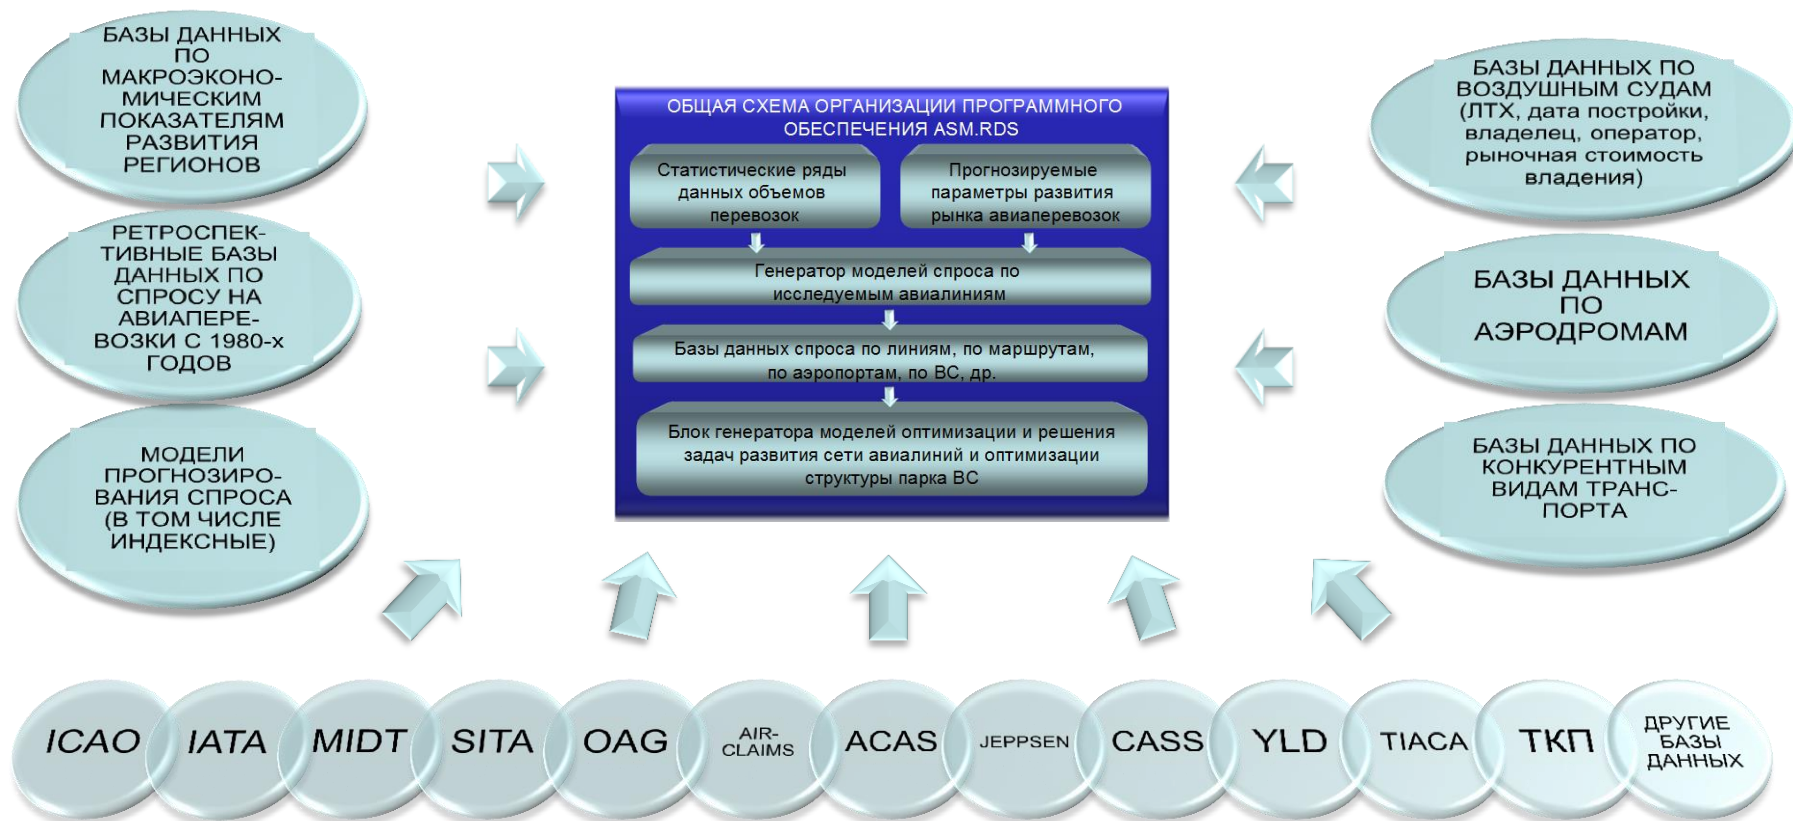 БАЗЫ ДАННЫХ
ПО
МАКРОЭКОНО-
МИЧЕСКИМ
ПОКАЗАТЕЛЯМ
РАЗВИТИЯ
РЕГИОНОВ
РЕТРОСПЕК-
ТИВНЫЕ БАЗЫ
ДАННЫХ ПО
СПРОСУ НА
АВИАПЕРЕ-
ВОЗКИ С 1980-х
ГОДОВ
МОДЕЛИ
ПРОГНОЗИРО-
ВАНИЯ СПРОСА
(В ТОМ ЧИСЛЕ
ИНДЕКСНЫЕ)
ОБЩАЯ СХЕМА ОРГАНИЗАЦИИ ПРОГРАММНОГО
ОБЕСПЕЧЕНИЯ ASM.RDS
Статистические ряды
данных объемов
перевозок
Прогнозируемые
параметры развития
рынка авиаперевозок
Генератор моделей спроса по
исследуемым авиалиниям
Базы данных спроса по линиям, по маршрутам,
по аэропортам, по ВС, др.
Блок генератора моделей оптимизации и решения
задач развития сети авиалиний и оптимизации
структуры парка ВС
БАЗЫ ДАННЫХ ПО
ВОЗДУШНЫМ СУДАМ
(ЛТХ, дата постройки,
владелец, оператор,
рыночная стоимость
владения)
БАЗЫ ДАННЫХ
ПО
АЭРОДРОМАМ
БАЗЫ ДАННЫХ ПО
КОНКУРЕНТНЫМ
ВИДАМ ТРАНС-
ПОРТА
ICAO
IATA
MIDT
SITA
OAG
AIR-
CLAIMS
ACAS
JEPPSEN
CASS
YLD
TIACA
ТКП
ДРУГИЕ
БАЗЫ
ДАННЫХ